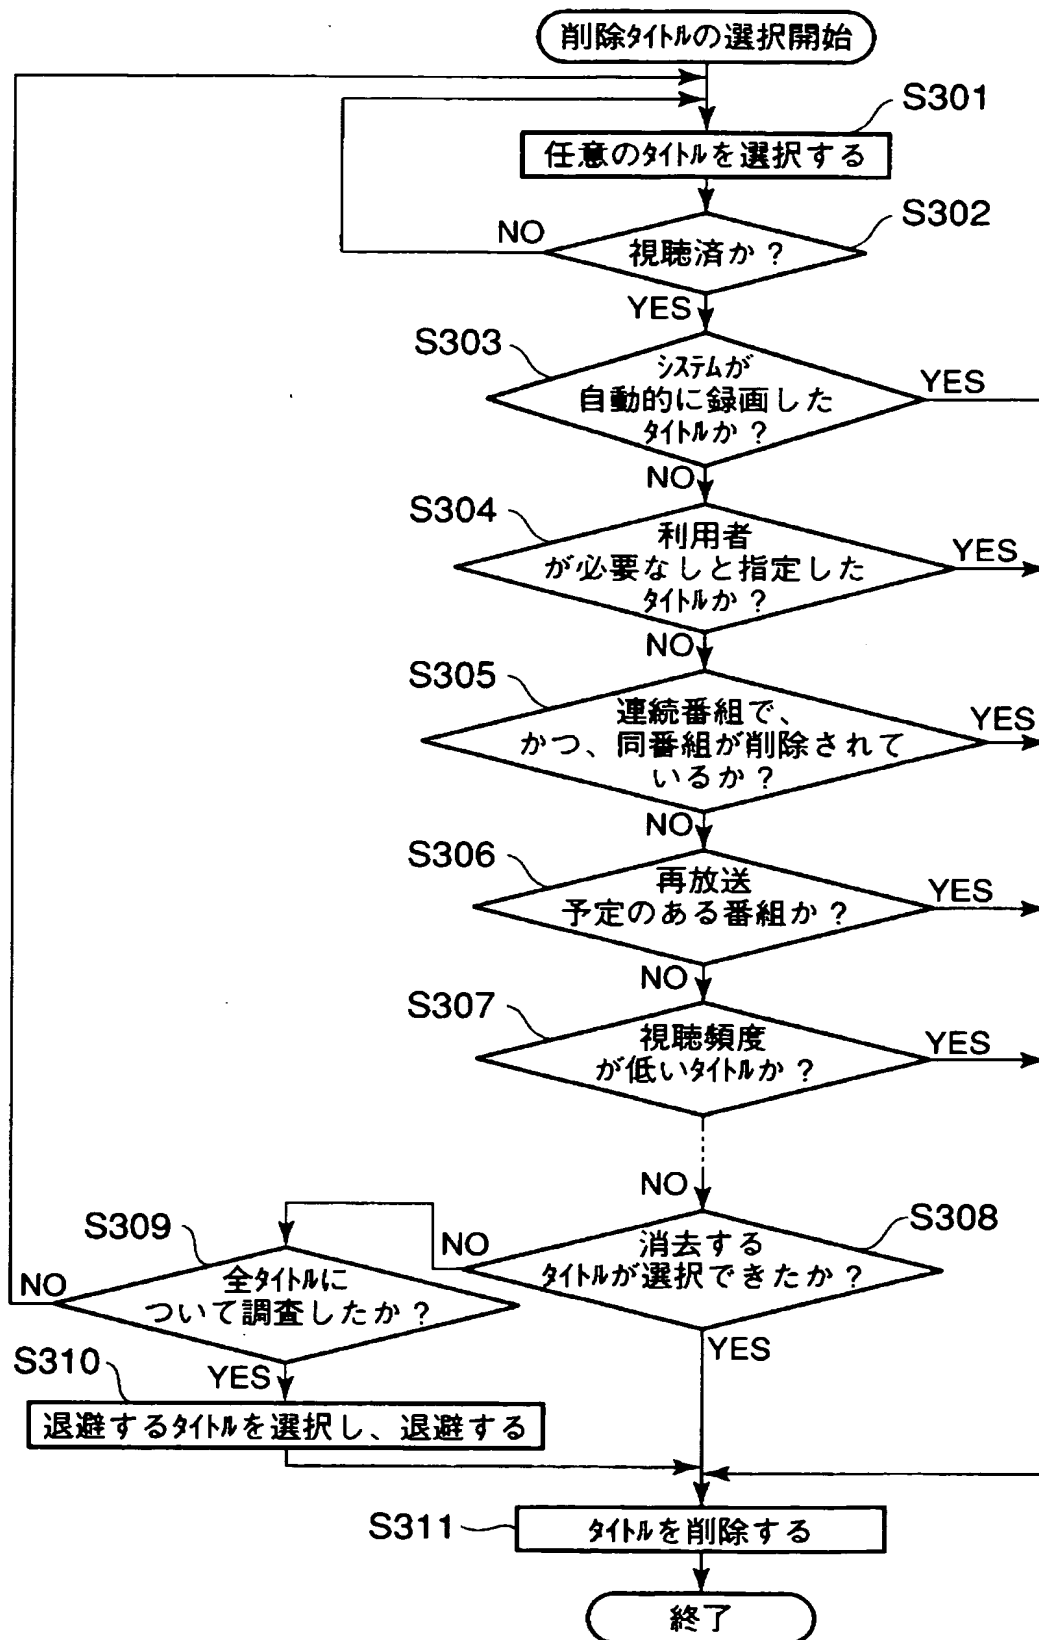 削除タイトルの選択開始
S301
任意のタイトルを選択する
S302
NO
視聴済か？
YES
S303
システムが
自動的に録画した
タイトルか？
YES
NO
S304
利用者
が必要なしと指定した
タイトルか？
YES
NO
S305
連続番組で、
かつ、同番組が削除されて
いるか？
YES
NO
S306
再放送
予定のある番組か？
YES
NO
S307
視聴頻度
が低いタイトルか？
YES
NO
S308
消去する
タイトルが選択できたか？
NO
YES
S309
全タイトルに
ついて調査したか？
NO
YES
S310
退避するタイトルを選択し、退避する
S311
タイトルを削除する
終了